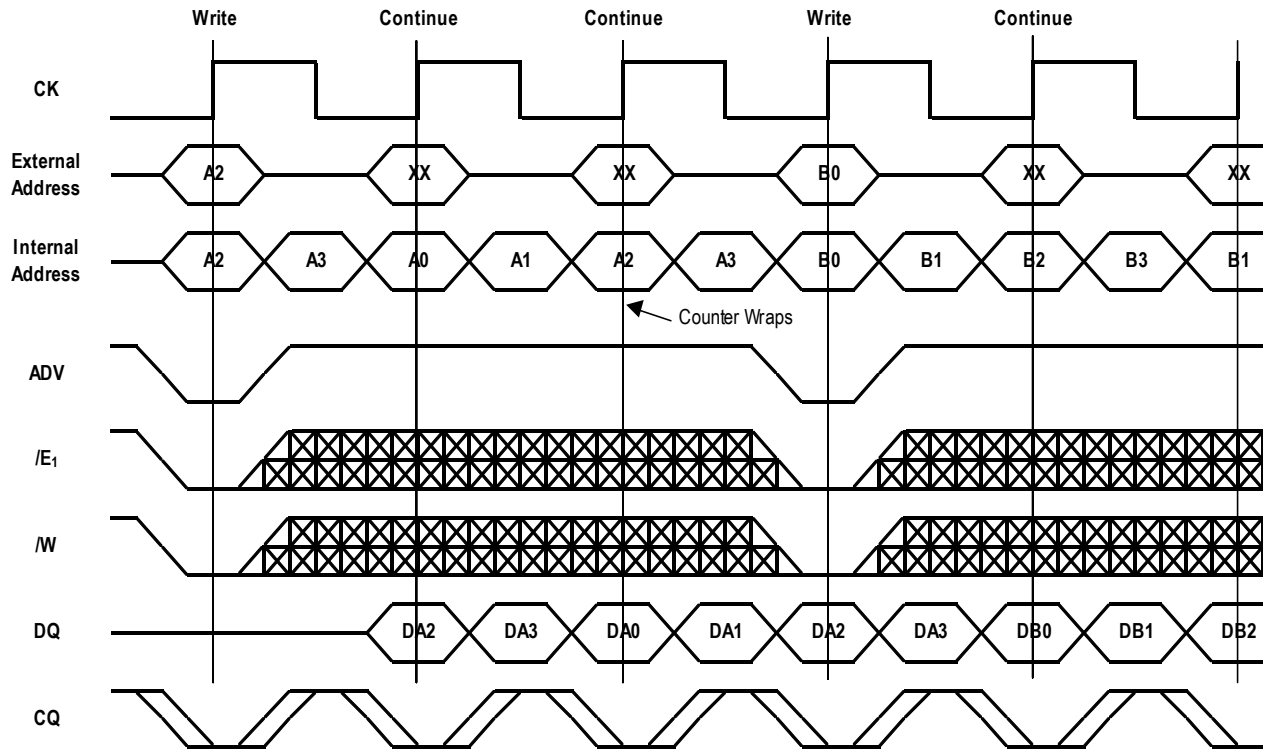 Write Continue Continue Write Continue
CK
External
Address
A2 XX XX B0 XX XX
Internal
Address
A2 A3 A0 A1 A2 A3 B0 B1 B2 B3 B1
Counter Wraps
ADV
/E₁
/W
DQ
DA2 DA3 DA0 DA1 DA2 DA3 DB0 DB1 DB2
CQ